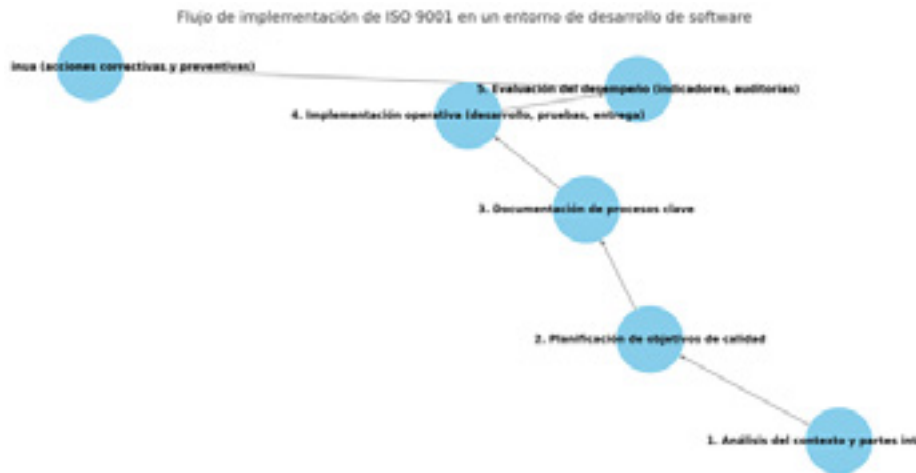 Flujo de implementación de ISO 9001 en un entorno de desarrollo de software
inua (acciones correctivas y preventivas)
5. Evaluación del desempeño (indicadores, auditorías)
4. Implementación operativa (desarrollo, pruebas, entrega)
3. Documentación de procesos clave
2. Planificación de objetivos de calidad
1. Análisis del contexto y partes int